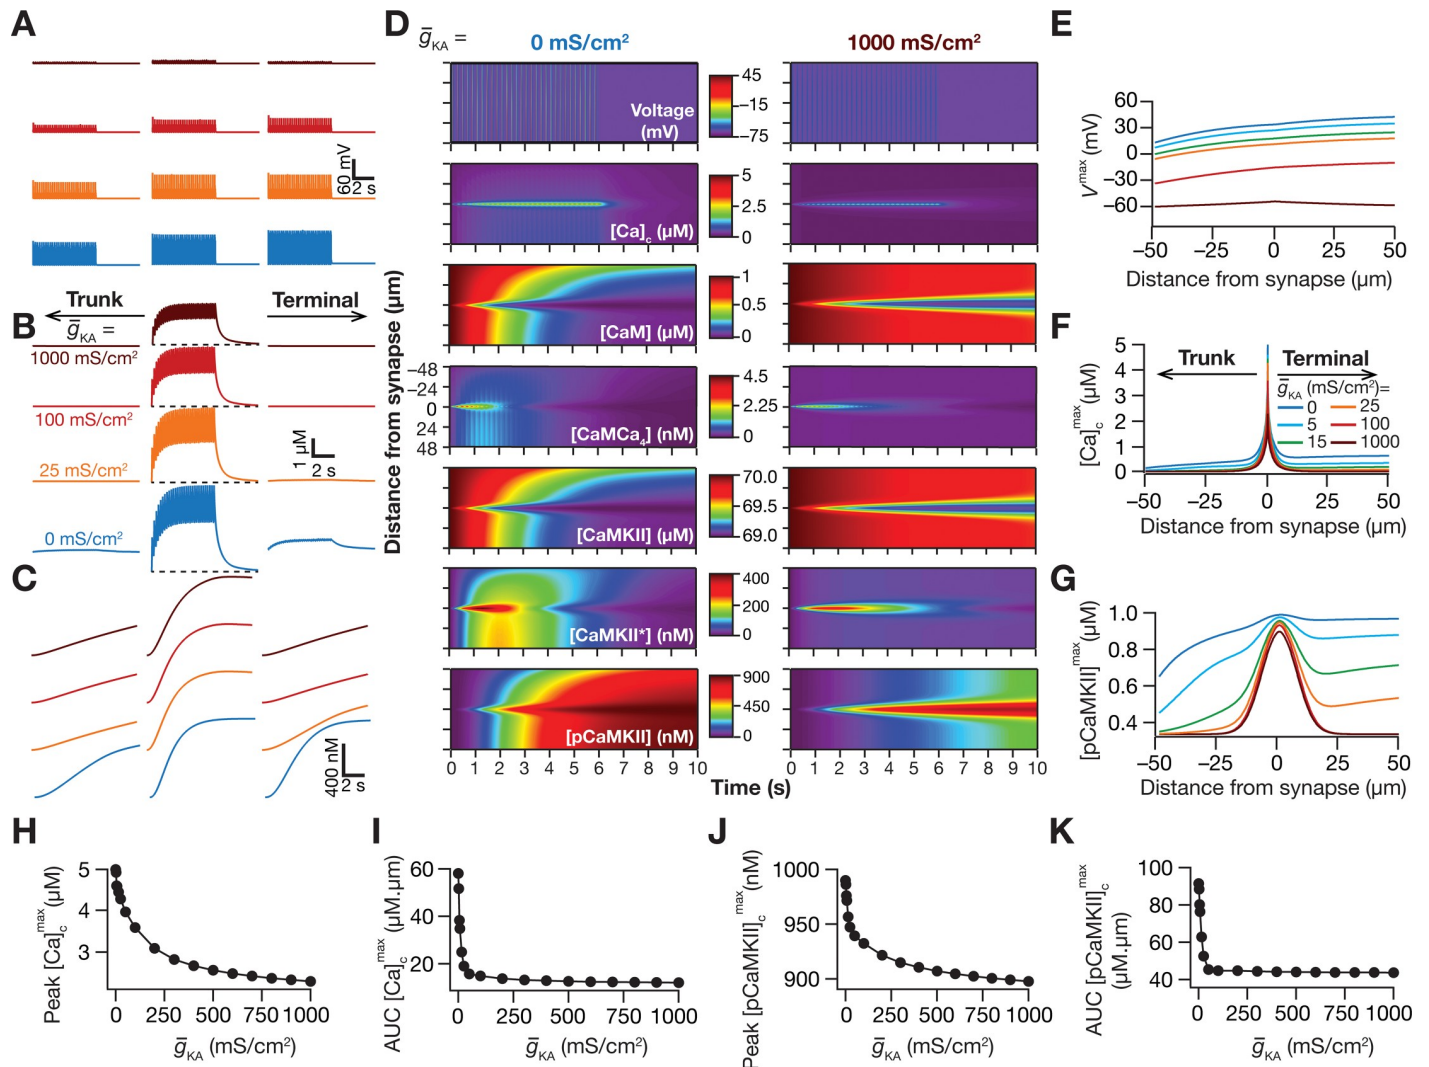 A
60 mV
2 s
Trunk
Terminal
B
ḡKA =
1000 mS/cm²
100 mS/cm²
25 mS/cm²
0 mS/cm²
1 µM
2 s
C
400 nM
2 s
D
ḡKA =
0 mS/cm²
1000 mS/cm²
Voltage
(mV)
45
−15
−75
[Ca]c (µM)
5
2.5
0
[CaM] (µM)
1
0.5
0
−48
−24
0
24
48
[CaMCa4] (nM)
4.5
2.25
0
[CaMKII] (µM)
70.0
69.5
69.0
[CaMKII*] (nM)
400
200
0
[pCaMKII] (nM)
900
450
0
Distance from synapse (µm)
0 1 2 3 4 5 6 7 8 9 10
0 1 2 3 4 5 6 7 8 9 10
Time (s)
E
Vmax (mV)
60
30
0
−30
−60
−50 −25 0 25 50
Distance from synapse (µm)
F
[Ca]c max (µM)
5
4
3
2
1
0
Trunk
Terminal
ḡKA (mS/cm²)=
0 25
5 100
15 1000
−50 −25 0 25 50
Distance from synapse (µm)
G
[pCaMKII]max(µM)
1.0
0.8
0.6
0.4
−50 −25 0 25 50
Distance from synapse (µm)
H
Peak [Ca]c max (µM)
5
4
3
0 250 500 750 1000
ḡKA (mS/cm²)
I
AUC [Ca]c max (µM.µm)
60
40
20
0 250 500 750 1000
ḡKA (mS/cm²)
J
Peak [pCaMKII]c max (nM)
1000
950
900
0 250 500 750 1000
ḡKA (mS/cm²)
K
AUC [pCaMKII]c max
(µM.µm)
100
80
60
40
0 250 500 750 1000
ḡKA (mS/cm²)